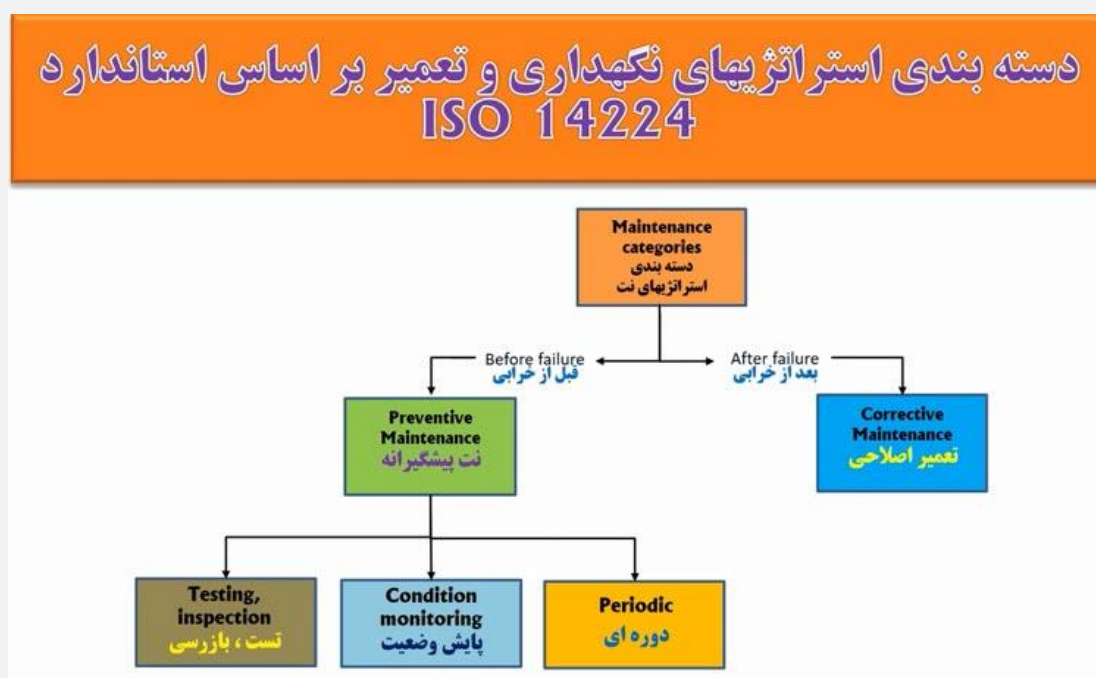 دسته بندی استراتژیهای نگهداری و تعمیر بر اساس استاندارد
ISO 14224
Maintenance
categories
دسته بندی
استراتژیهای نت
Before failure
قبل از خرابی
After failure
بعد از خرابی
Preventive
Maintenance
نت پیشگیرانه
Corrective
Maintenance
تعمیر اصلاحی
Testing,
inspection
تست ، بازرسی
Condition
monitoring
پایش وضعیت
Periodic
دوره ای